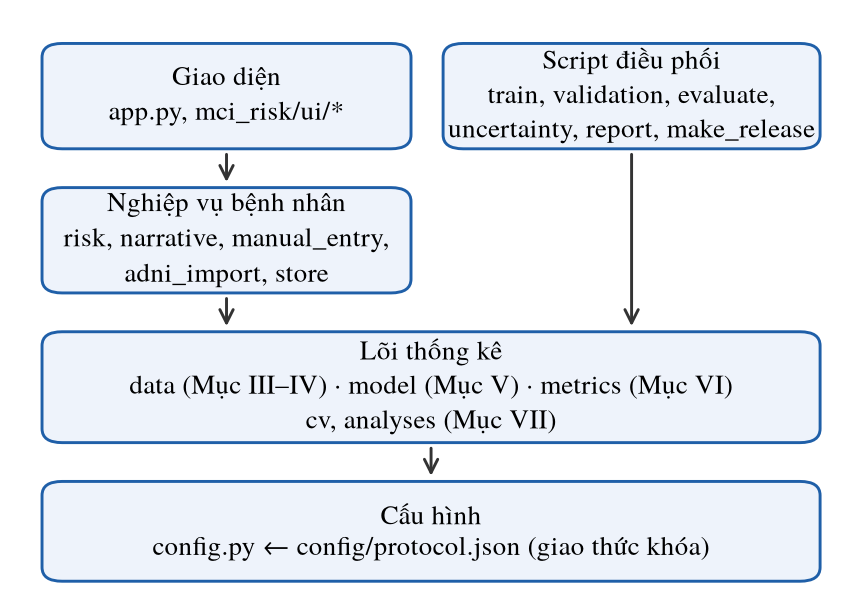 Giao diện
app.py, mci_risk/ui/*
Script điều phối
train, validation, evaluate,
uncertainty, report, make_release
Nghiệp vụ bệnh nhân
risk, narrative, manual_entry,
adni_import, store
Lõi thống kê
data (Mục III–IV) · model (Mục V) · metrics (Mục VI)
cv, analyses (Mục VII)
Cấu hình
config.py ← config/protocol.json (giao thức khóa)